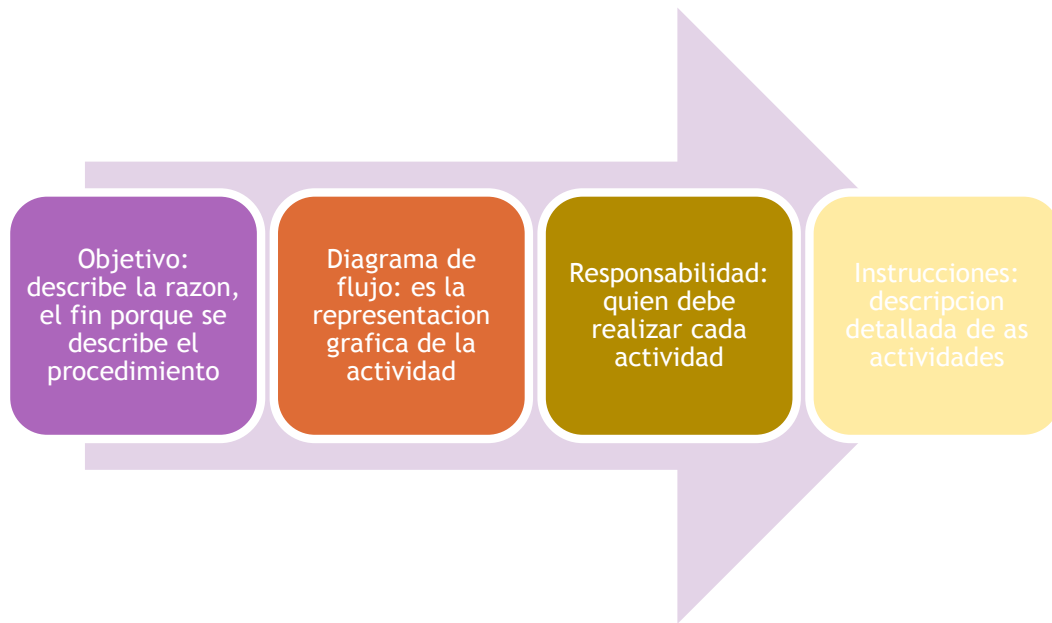 Objetivo:
describe la razon,
el fin porque se
describe el
procedimiento
Diagrama de
flujo: es la
representacion
grafica de la
actividad
Responsabilidad:
quien debe
realizar cada
actividad
Instrucciones:
descripcion
detallada de as
actividades